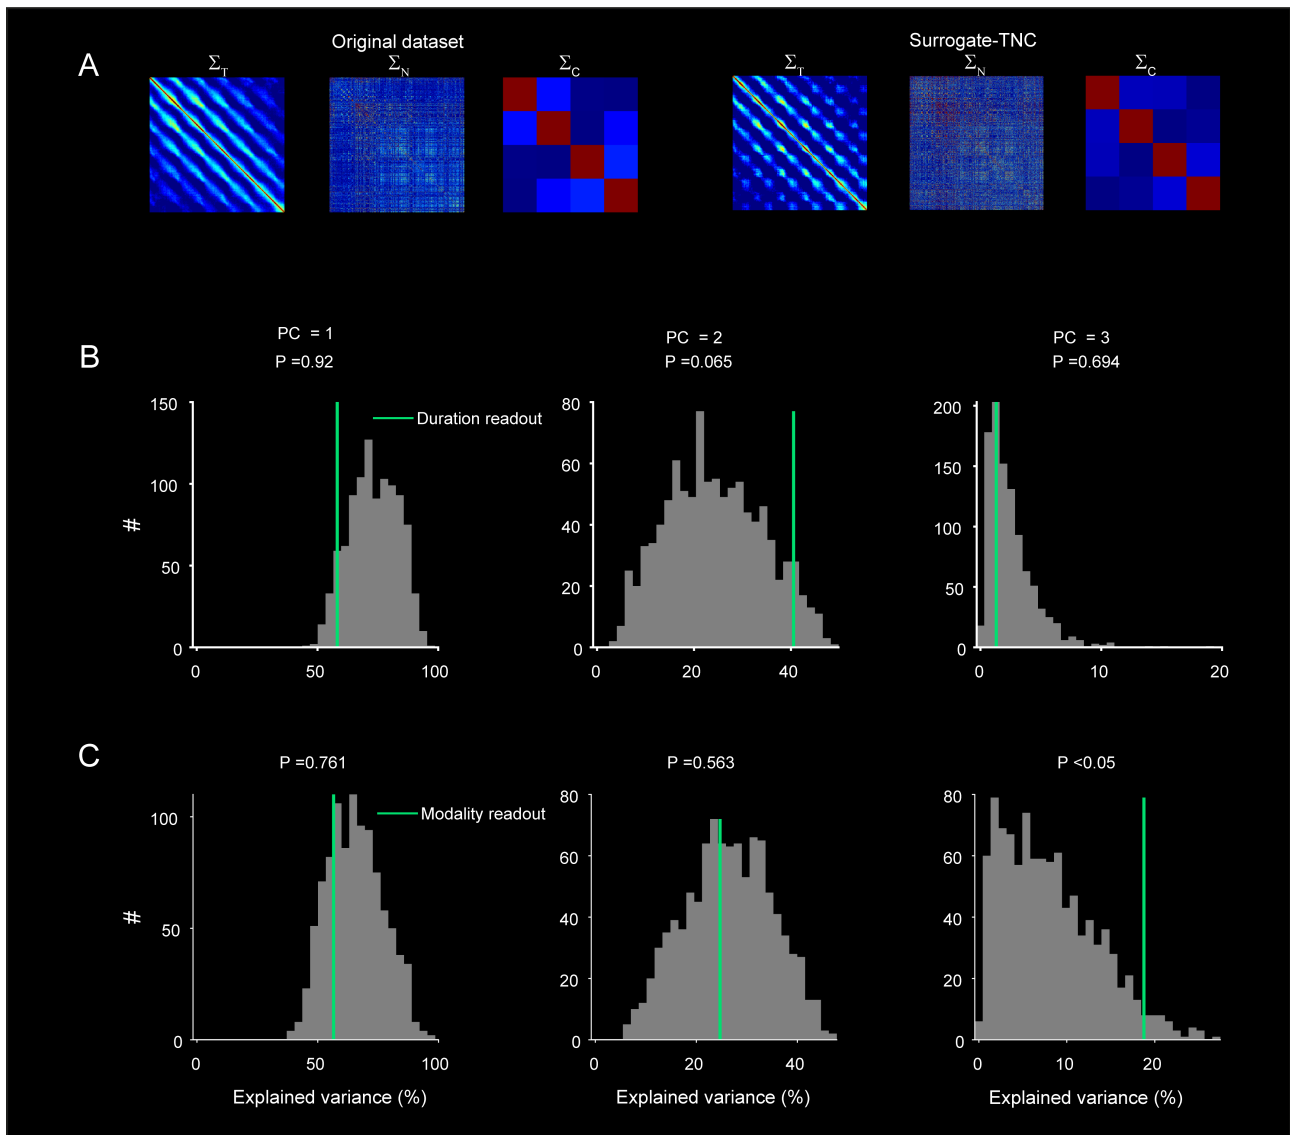 A
Original dataset
Surrogate-TNC
Σ_T
Σ_N
Σ_C
Σ_T
Σ_N
Σ_C
B
PC = 1
P =0.92
PC = 2
P =0.065
PC = 3
P =0.694
#
150
100
50
0
0
50
100
Duration readout
80
60
40
20
0
0
20
40
200
150
100
50
0
0
10
20
C
P =0.761
P =0.563
P <0.05
#
100
50
0
0
50
100
Explained variance (%)
Modality readout
80
60
40
20
0
0
20
40
Explained variance (%)
80
60
40
20
0
0
10
20
Explained variance (%)